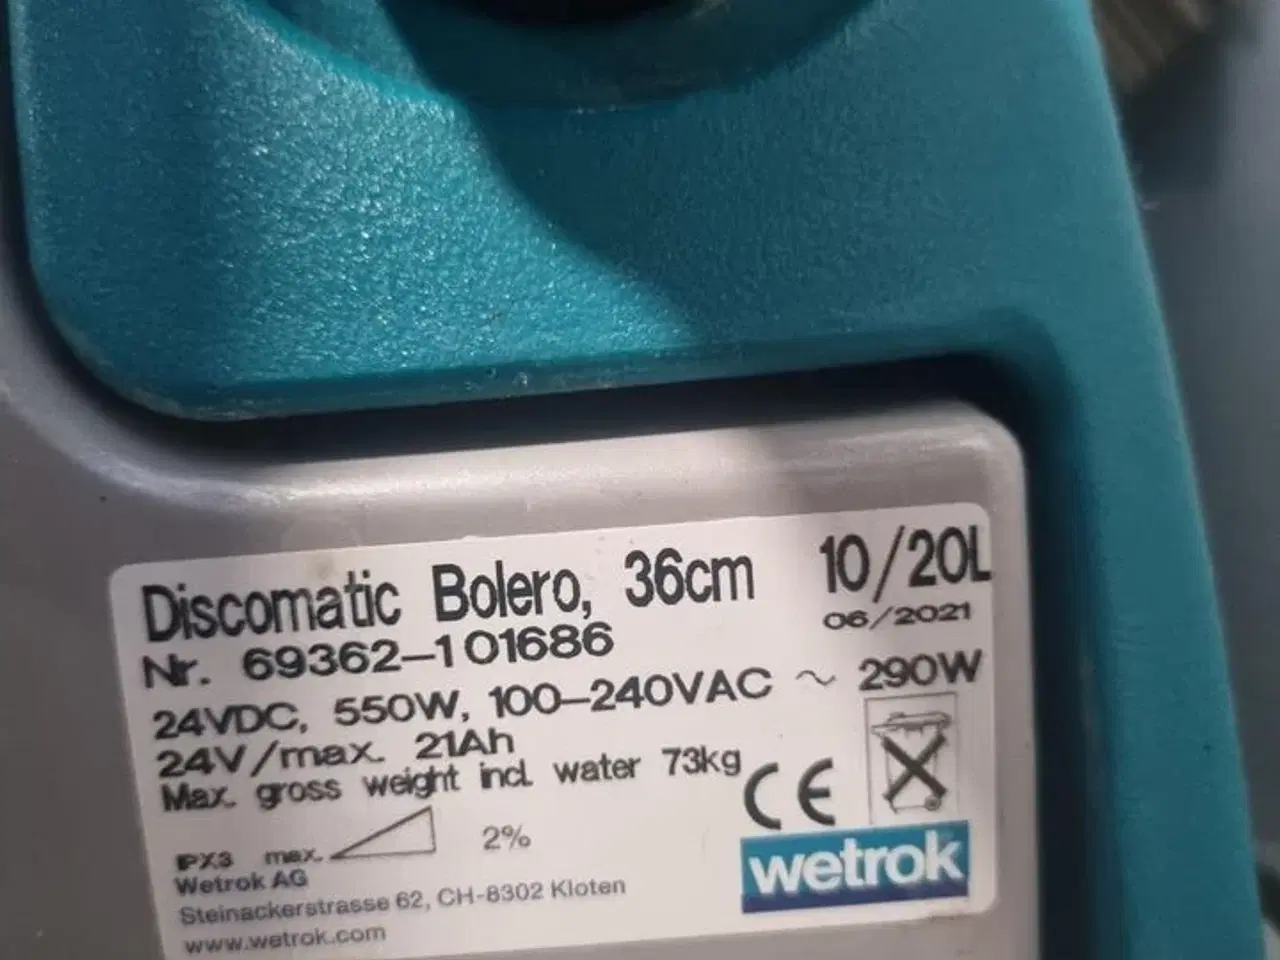 Discomatic Bolero, 36cm 10/20L
06/2021
Nr. 69362-101686
24VDC, 550W, 100-240VAC ~ 290W
24V/max. 21Ah
Max. gross weight incl. water 73kg
CE
IPX3 max. 2%
Wetrok AG
wetrok
Steinackerstrasse 62, CH-8302 Kloten
www.wetrok.com